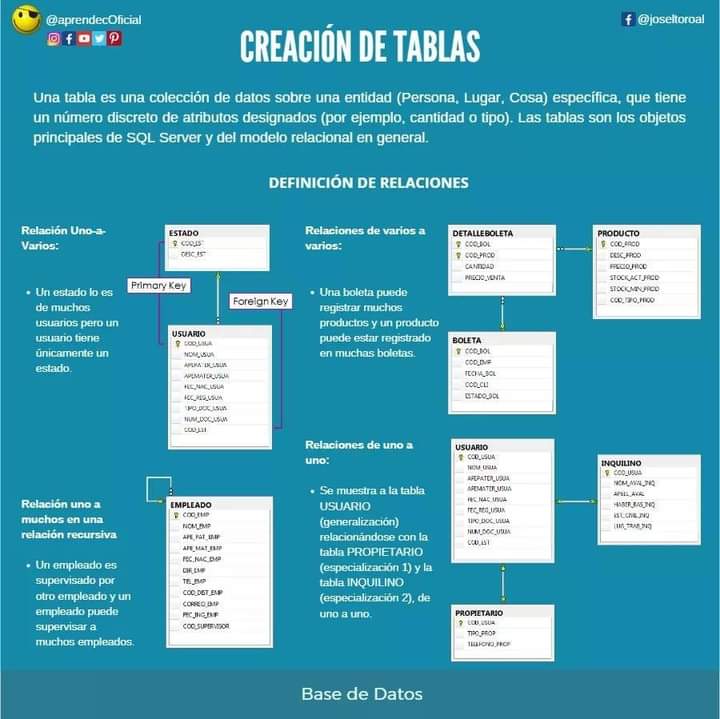 @aprendecOficial
@joseltoroal
CREACIÓN DE TABLAS
Una tabla es una colección de datos sobre una entidad (Persona, Lugar, Cosa) específica, que tiene
un número discreto de atributos designados (por ejemplo, cantidad o tipo). Las tablas son los objetos
principales de SQL Server y del modelo relacional en general.
DEFINICIÓN DE RELACIONES
Relación Uno-a-
Varios:
• Un estado lo es
de muchos
usuarios pero un
usuario tiene
únicamente un
estado.
ESTADO
COD_EST
DESC_EST
Primary Key
Foreign Key
USUARIO
COD_USUA
NOM_USUA
APEPATER_USUA
APEMATER_USUA
FEC_NAC_USUA
FEC_REG_USUA
TIPO_DOC_USUA
NUM_DOC_USUA
COD_EST
Relaciones de varios a
varios:
• Una boleta puede
registrar muchos
productos y un producto
puede estar registrado
en muchas boletas.
DETALLEBOLETA
COD_BOL
COD_PROD
CANTIDAD
PRECIO_VENTA
PRODUCTO
COD_PROD
DESC_PROD
PRECIO_PROD
STOCK_ACT_PROD
STOCK_MIN_PROD
COD_TIPO_PROD
BOLETA
COD_BOL
COD_EMP
FECHA_BOL
COD_CLI
ESTADO_BOL
Relación uno a
muchos en una
relación recursiva
• Un empleado es
supervisado por
otro empleado y un
empleado puede
supervisar a
muchos empleados.
EMPLEADO
COD_EMP
NOM_EMP
APE_PAT_EMP
APE_MAT_EMP
FEC_NAC_EMP
DIR_EMP
TEL_EMP
COD_DIST_EMP
CORREO_EMP
FEC_ING_EMP
COD_SUPERVISOR
Relaciones de uno a
uno:
• Se muestra a la tabla
USUARIO
(generalización)
relacionándose con la
tabla PROPIETARIO
(especialización 1) y la
tabla INQUILINO
(especialización 2), de
uno a uno.
USUARIO
COD_USUA
NOM_USUA
APEPATER_USUA
APEMATER_USUA
FEC_NAC_USUA
FEC_REG_USUA
TIPO_DOC_USUA
NUM_DOC_USUA
COD_EST
INQUILINO
COD_USUA
NOM_AVAL_INQ
APELL_AVAL
HABER_BAS_INQ
EST_CIVIL_INQ
LUG_TRAB_INQ
PROPIETARIO
COD_USUA
TIPO_PROP
TELEFONO_PROP
Base de Datos